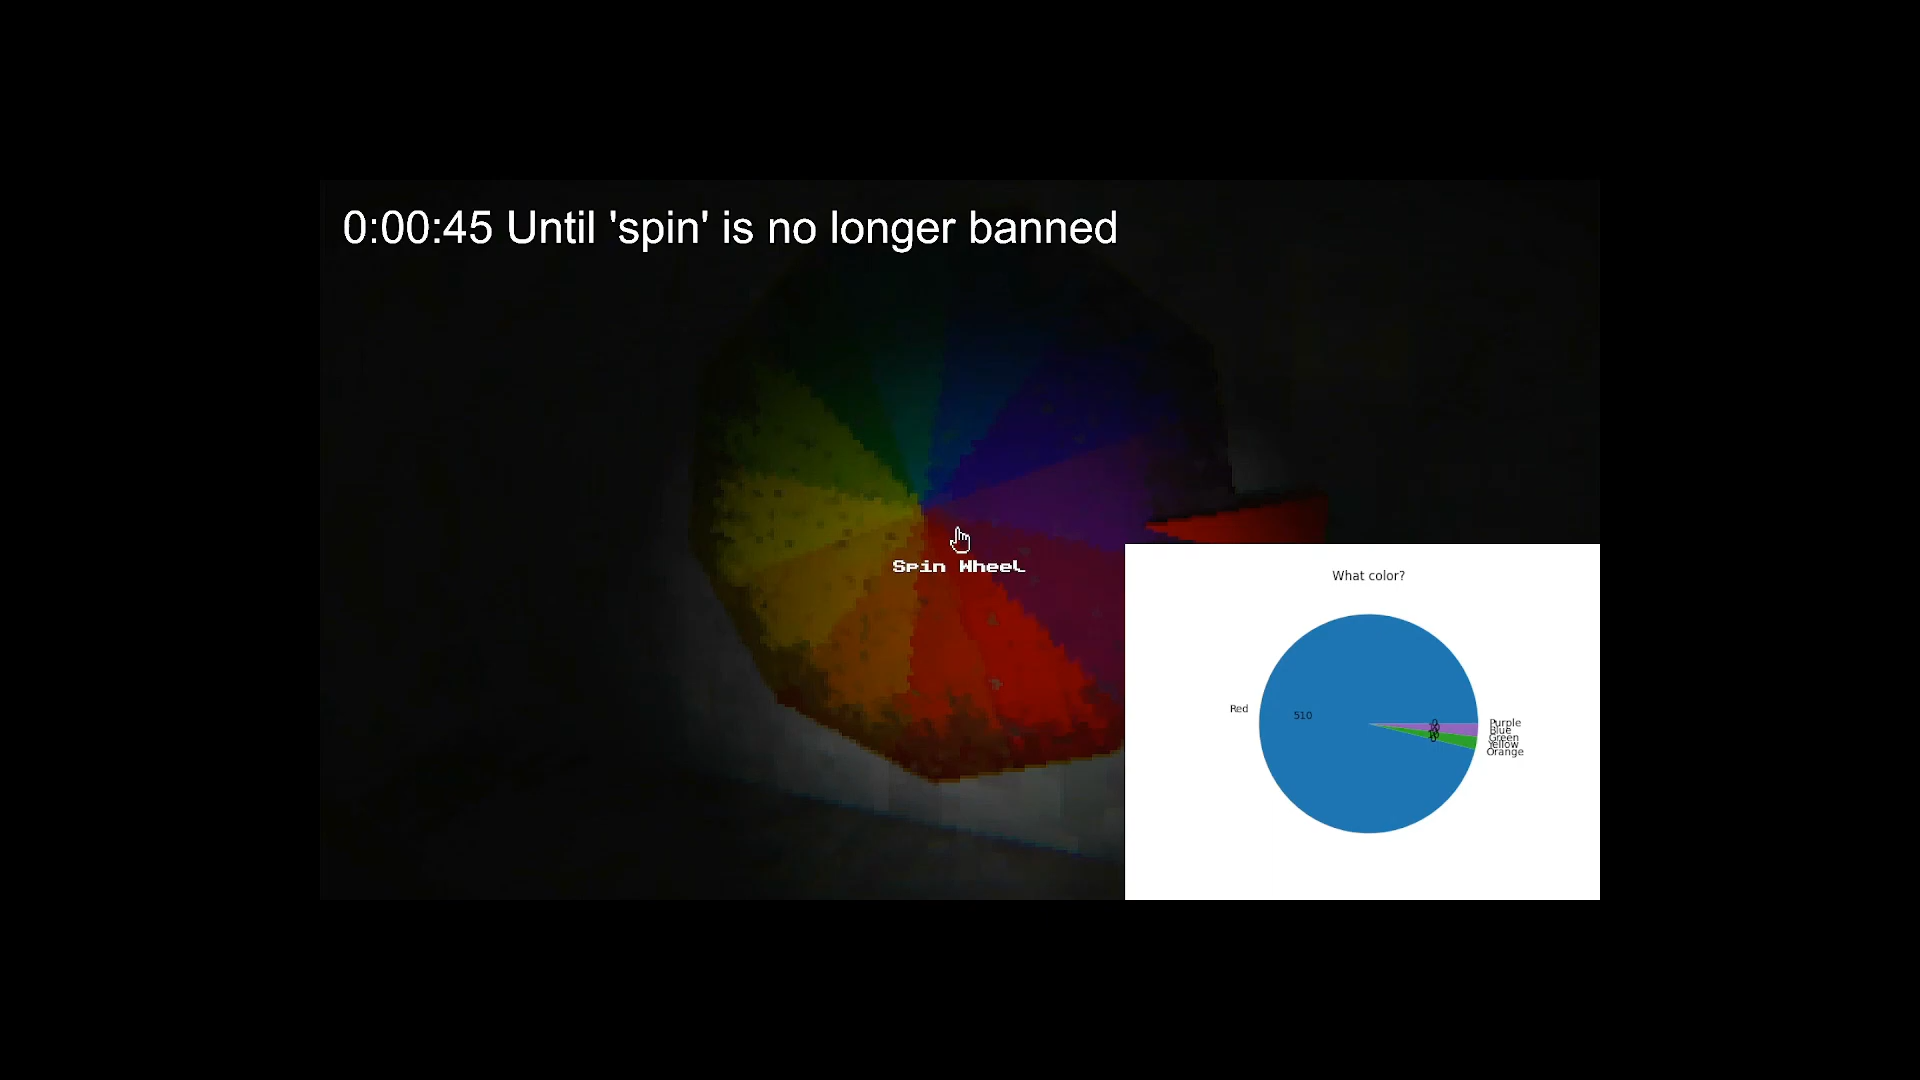 0:00:45 Until 'spin' is no longer banned
Spin Wheel
What color?
Red
510
Purple
Blue
Green
Yellow
Orange